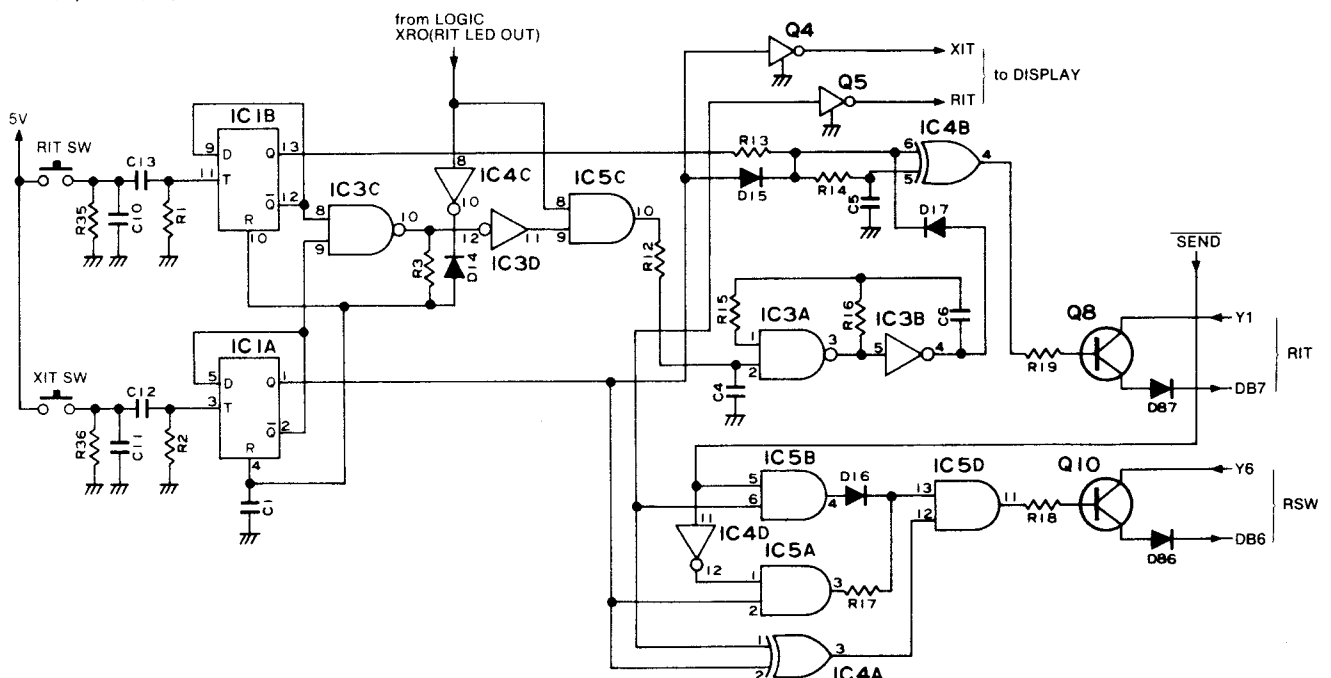 from LOGIC
XRO(RIT LED OUT)
Q4
XIT
to DISPLAY
Q5
RIT
5V
IC1B
9 D Q 13
RIT SW
C13
11 T
Q 12
R
10
R35
C10
R1
8
IC4C
10
IC3C
8
9
10
12
11
IC3D
R3
D14
IC5C
8
9
10
R12
R13
D15
R14
C5
IC4B
6
5
4
D17
SEND
R15
R16
IC3A
1
2
3
IC3B
5
4
C6
C4
Q8
R19
Y1
RIT
DB7
D87
IC1A
5 D Q 1
XIT SW
C12
3 T
Q 2
R
4
R36
C11
R2
C1
IC5B
5
6
4
D16
IC5D
13
12
11
Q10
R18
Y6
RSW
DB6
D86
11
IC4D
12
IC5A
1
2
3
R17
1
2
3
IC4A